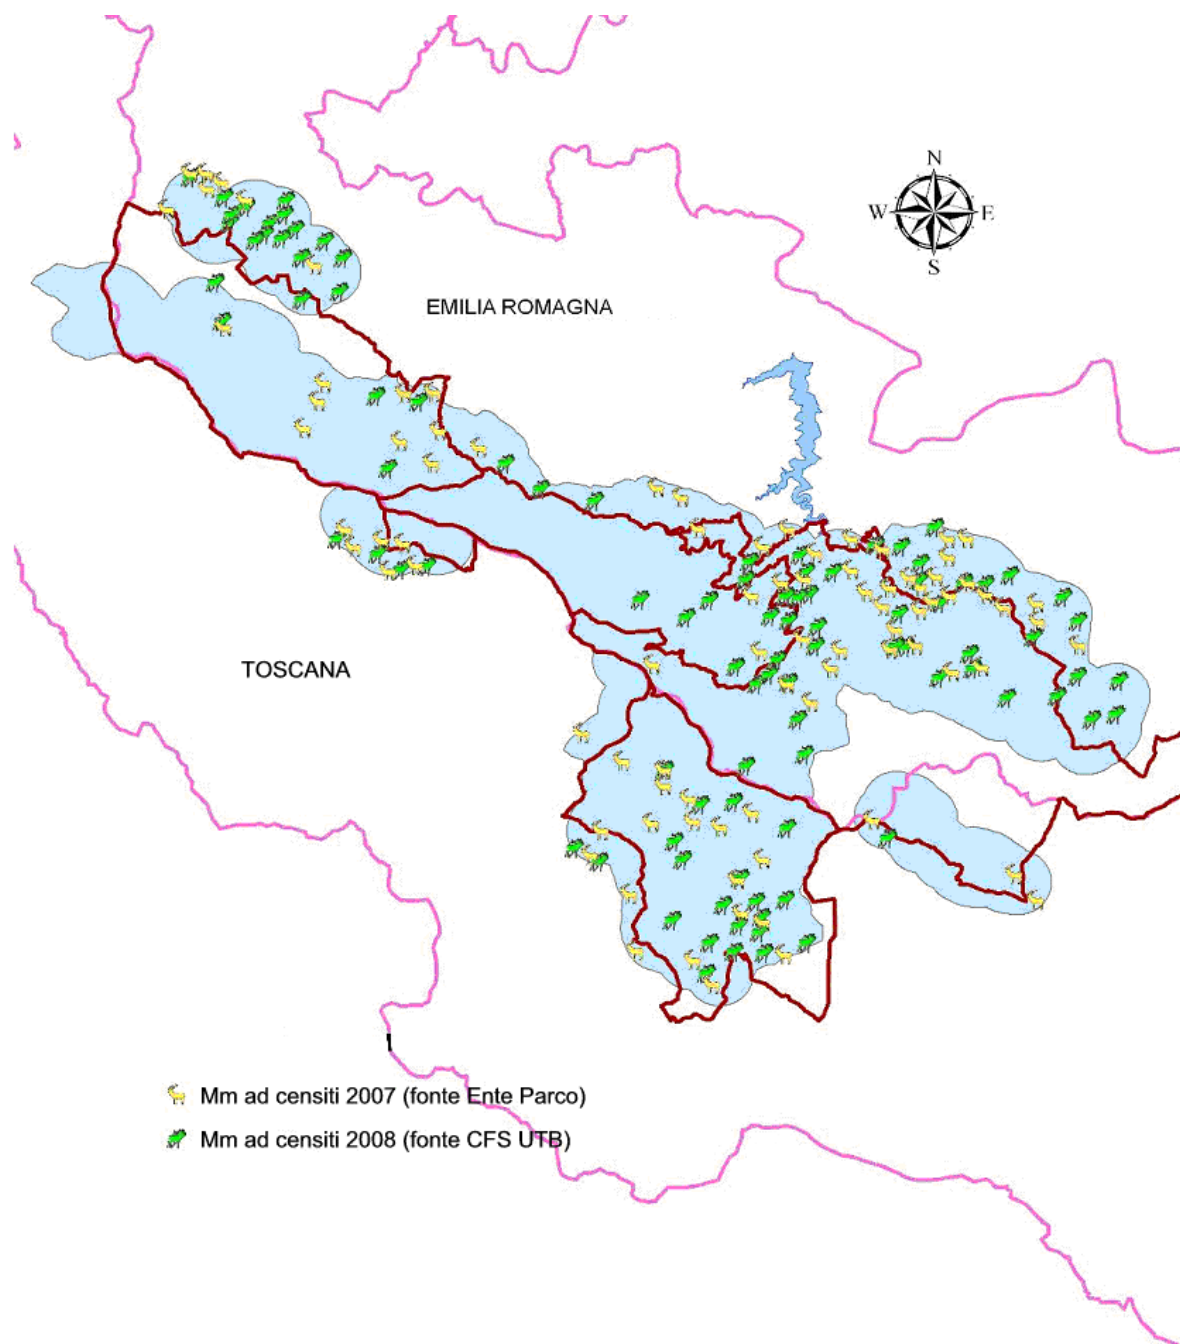 N
W E
S
EMILIA ROMAGNA
TOSCANA
Mm ad censiti 2007 (fonte Ente Parco)
Mm ad censiti 2008 (fonte CFS UTB)